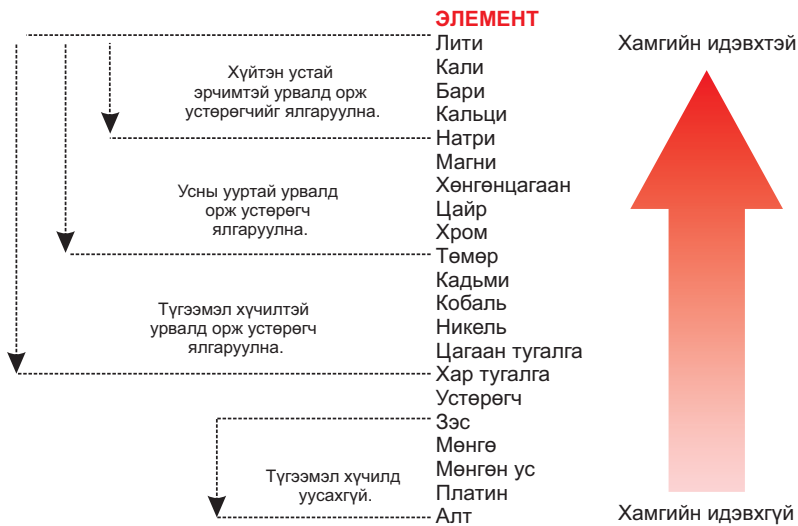 ЭЛЕМЕНТ
Лити
Кали
Бари
Кальци
Натри
Магни
Хөнгөнцагаан
Цайр
Хром
Төмөр
Кадьми
Кобаль
Никель
Цагаан тугалга
Хар тугалга
Устөрөгч
Зэс
Мөнгө
Мөнгөн ус
Платин
Алт
Хүйтэн устай
эрчимтэй урвалд орж
устөрөгчийг ялгаруулна.
Усны ууртай урвалд
орж устөрөгч
ялгаруулна.
Түгээмэл хүчилтэй
урвалд орж устөрөгч
ялгаруулна.
Түгээмэл хүчилд
уусахгүй.
Хамгийн идэвхтэй
Хамгийн идэвхгүй